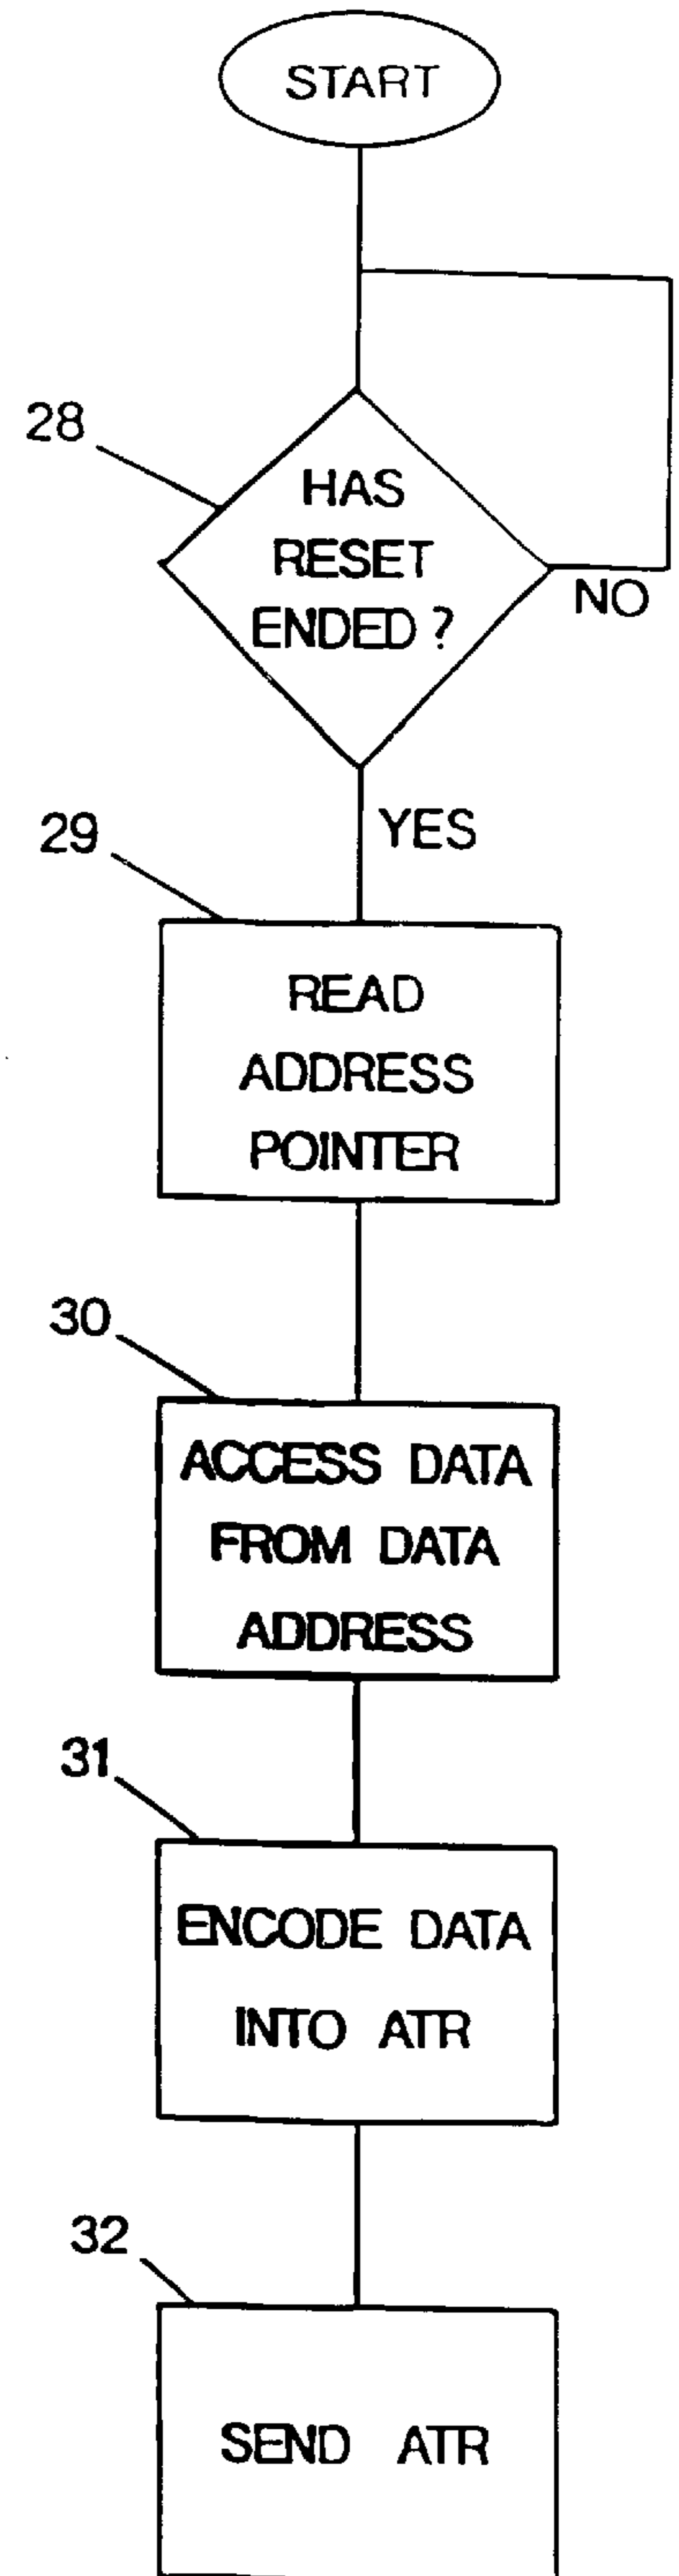 START
28
HAS
RESET
ENDED?
NO
YES
29
READ
ADDRESS
POINTER
30
ACCESS DATA
FROM DATA
ADDRESS
31
ENCODE DATA
INTO ATR
32
SEND ATR